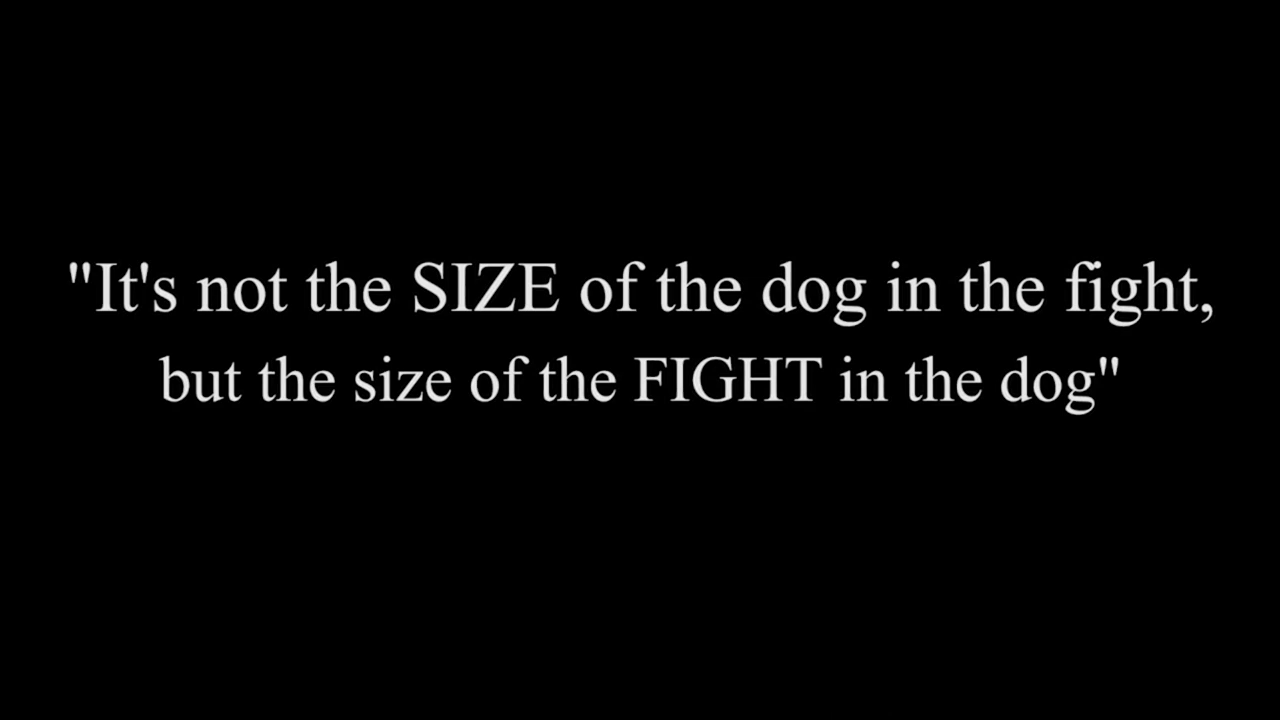 "It's not the SIZE of the dog in the fight,
but the size of the FIGHT in the dog"